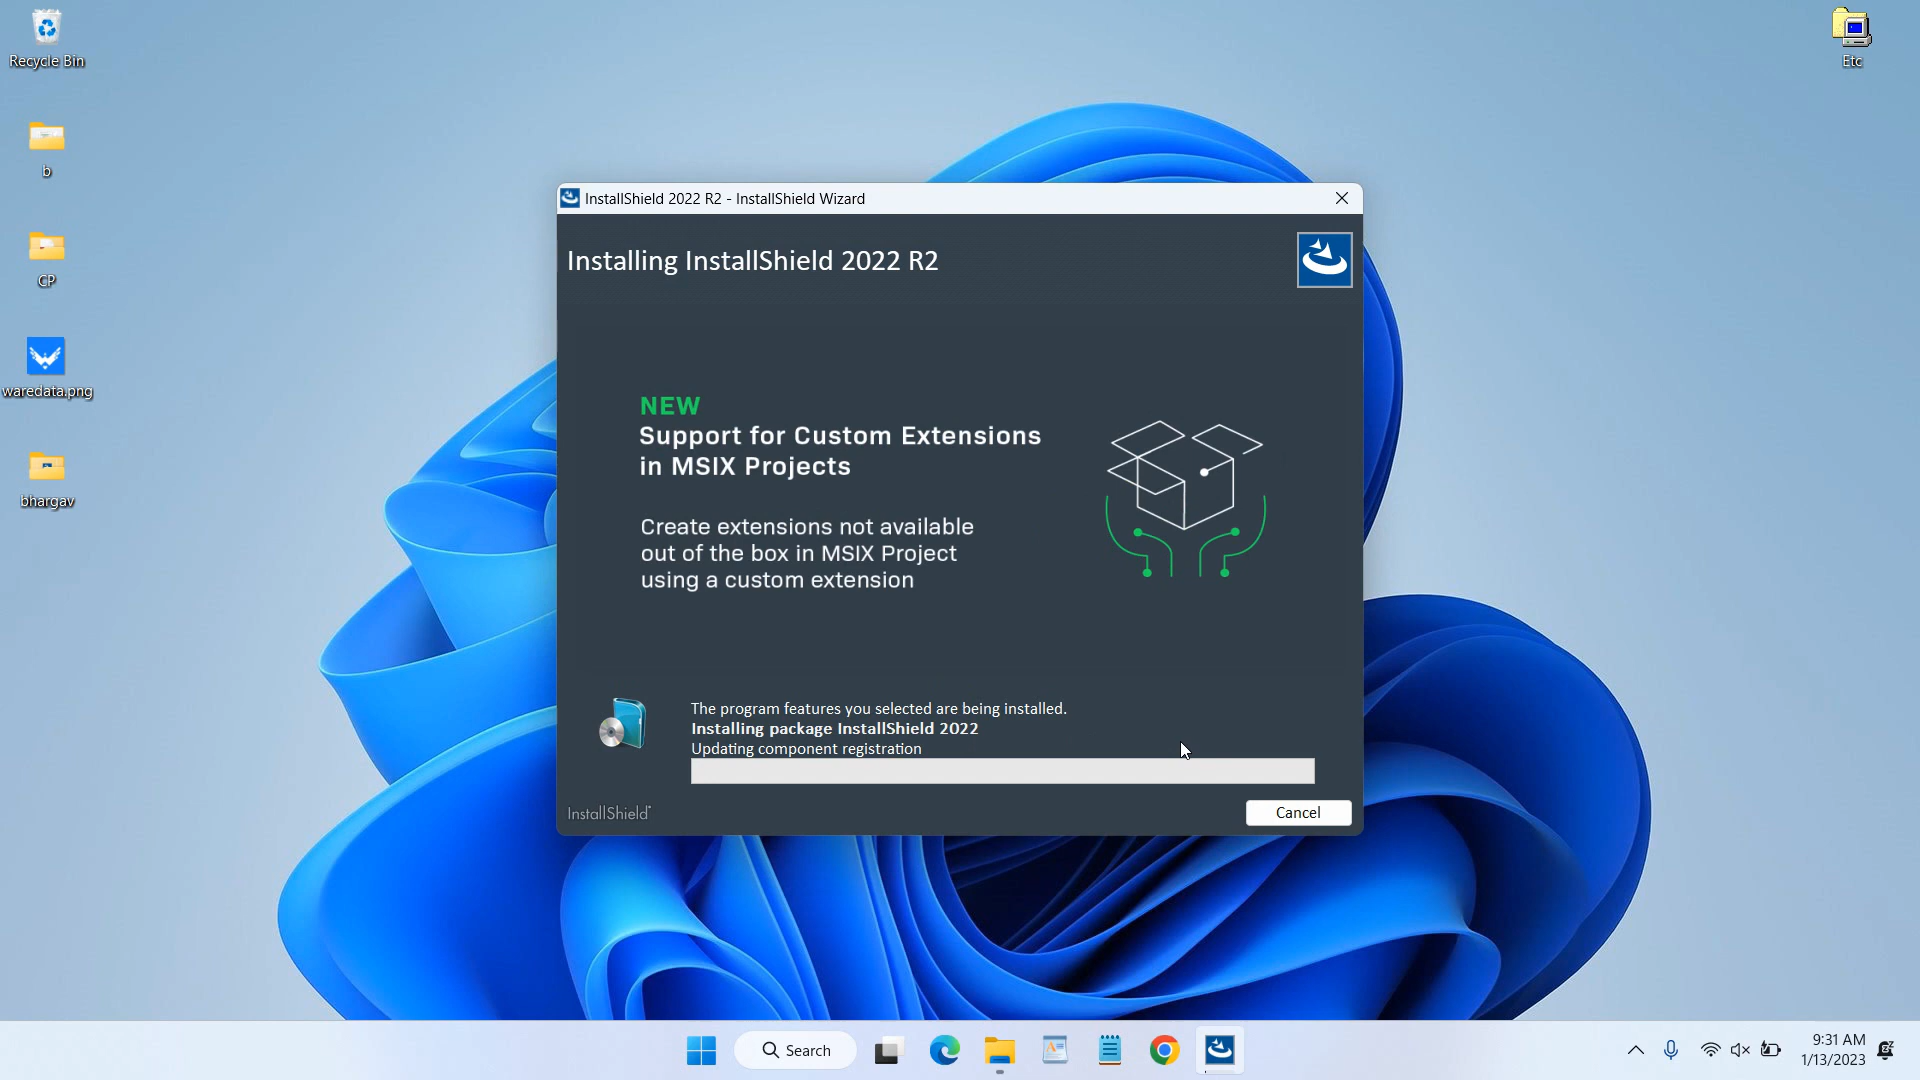 Recycle Bin
b
CP
waredata.png
bhargav
Etc
InstallShield 2022 R2 - InstallShield Wizard
Installing InstallShield 2022 R2
NEW
Support for Custom Extensions
in MSIX Projects
Create extensions not available
out of the box in MSIX Project
using a custom extension
The program features you selected are being installed.
Installing package InstallShield 2022
Updating component registration
InstallShield
Cancel
Search
9:31 AM
1/13/2023